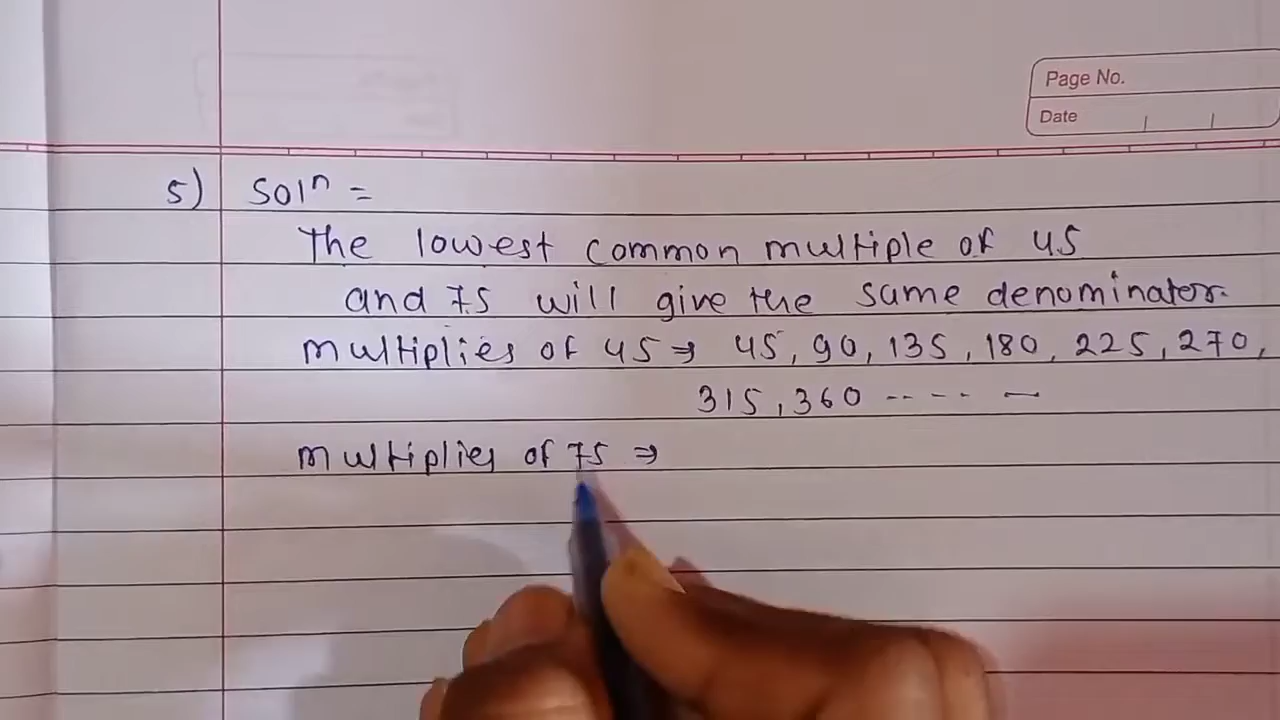 Page No.
Date
5) Solⁿ =
The lowest common multiple of 45
and 75 will give the same denominator.
multiplies of 45 ⇒ 45, 90, 135, 180, 225, 270,
315, 360 ---- —
multiplies of 75 ⇒